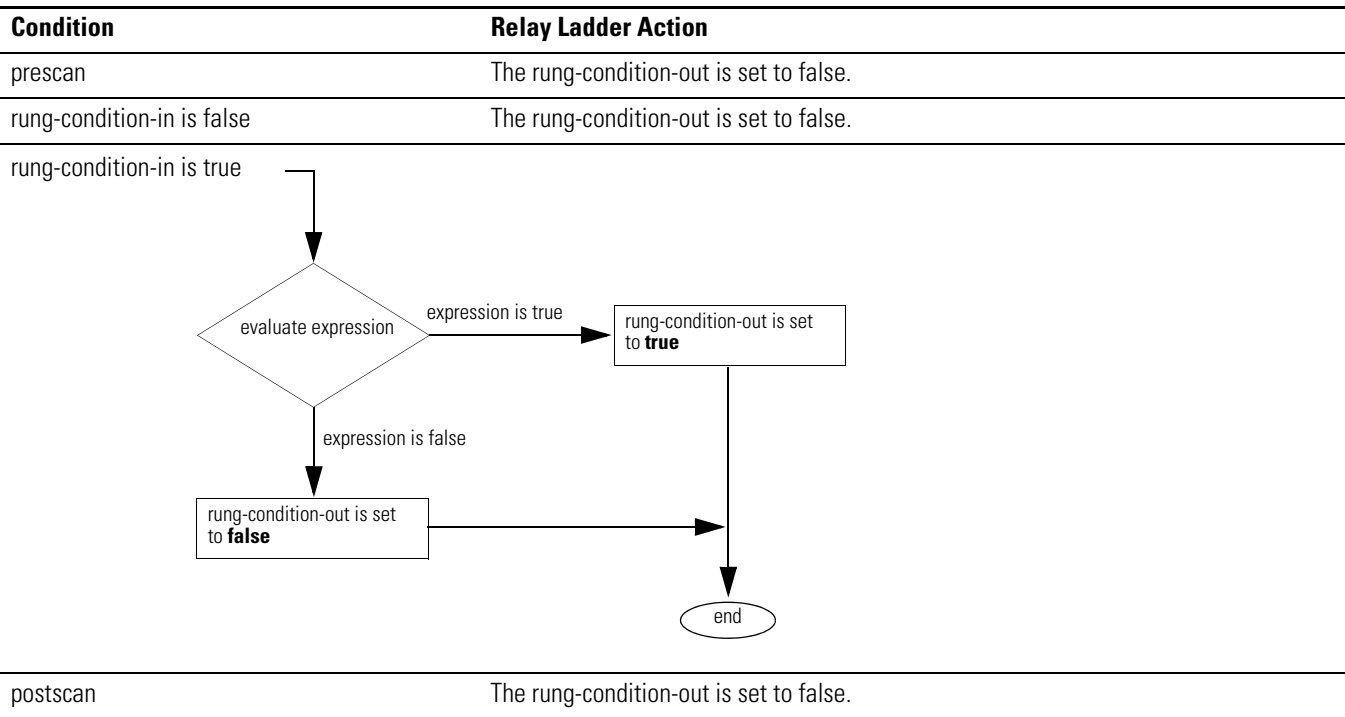 Condition Relay Ladder Action
prescan The rung-condition-out is set to false.
rung-condition-in is false The rung-condition-out is set to false.
rung-condition-in is true
evaluate expression
expression is true
rung-condition-out is set
to true
expression is false
rung-condition-out is set
to false
end
postscan The rung-condition-out is set to false.